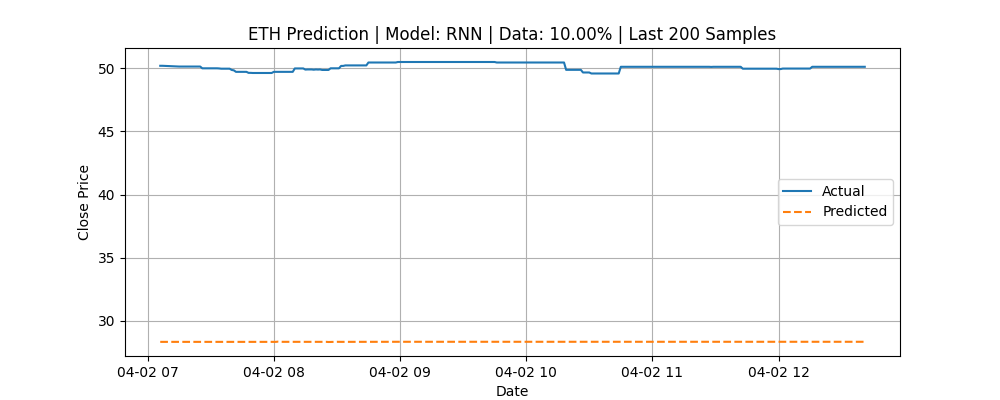 ETH Prediction | Model: RNN | Data: 10.00% | Last 200 Samples
50
45
40
35
30
Close Price
Actual
Predicted
04-02 07 04-02 08 04-02 09 04-02 10 04-02 11 04-02 12
Date